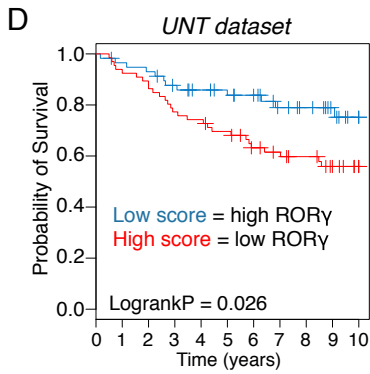 D
UNT dataset
Probability of Survival
1.0
0.8
0.6
0.4
0.2
0.0
Low score = high RORγ
High score = low RORγ
LogrankP = 0.026
0 1 2 3 4 5 6 7 8 9 10
Time (years)